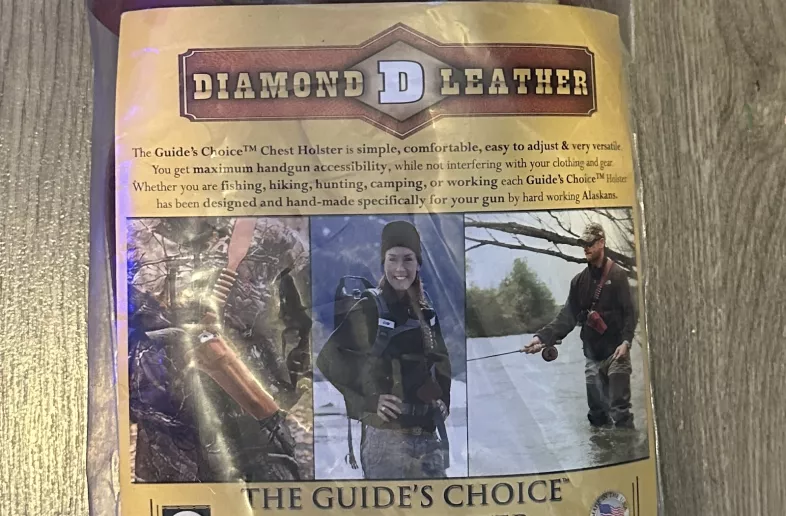 DIAMOND D LEATHER
The Guide's Choice™ Chest Holster is simple, comfortable, easy to adjust & very versatile.
You get maximum handgun accessibility, while not interfering with your clothing and gear.
Whether you are fishing, hiking, hunting, camping, or working each Guide's Choice™ Holster
has been designed and hand-made specifically for your gun by hard working Alaskans.
THE GUIDE'S CHOICE™